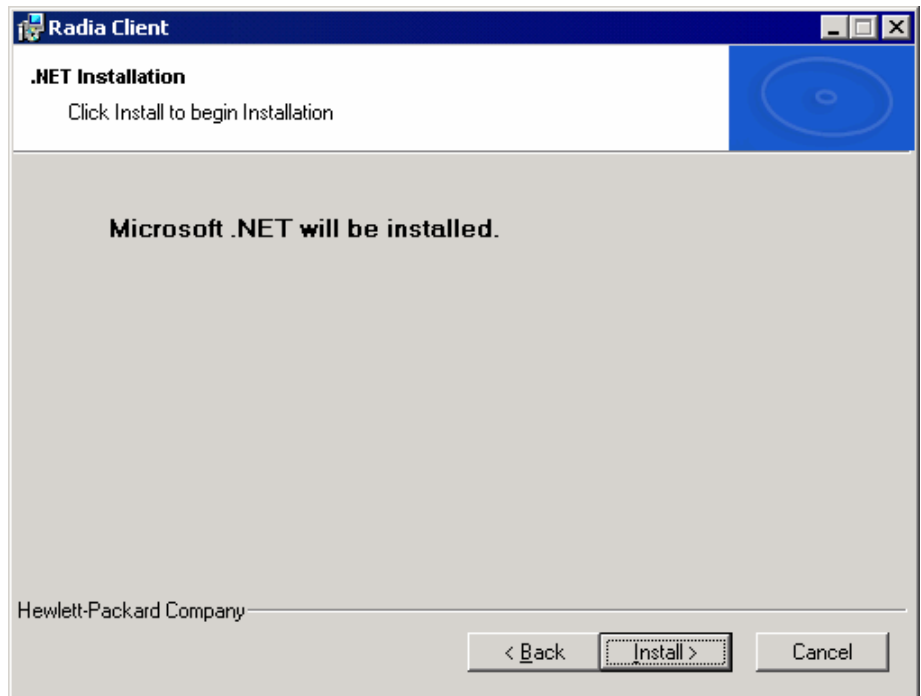 Radia Client
.NET Installation
Click Install to begin Installation
Microsoft .NET will be installed.
Hewlett-Packard Company
< Back Install > Cancel